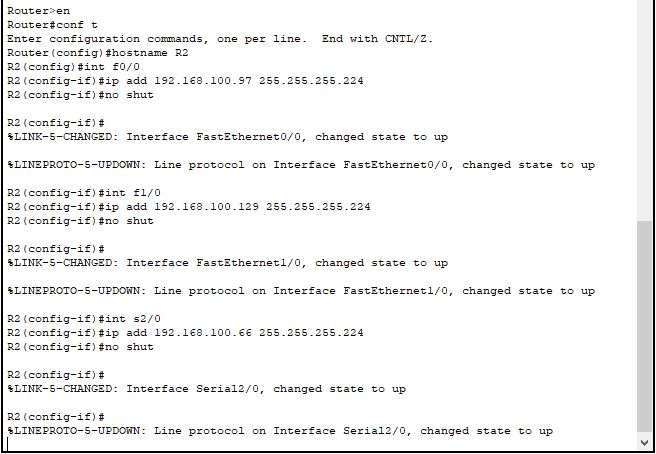 Router>en
Router#conf t
Enter configuration commands, one per line.  End with CNTL/Z.
Router(config)#hostname R2
R2(config)#int f0/0
R2(config-if)#ip add 192.168.100.97 255.255.255.224
R2(config-if)#no shut
R2(config-if)#
%LINK-5-CHANGED: Interface FastEthernet0/0, changed state to up
%LINEPROTO-5-UPDOWN: Line protocol on Interface FastEthernet0/0, changed state to up
R2(config-if)#int f1/0
R2(config-if)#ip add 192.168.100.129 255.255.255.224
R2(config-if)#no shut
R2(config-if)#
%LINK-5-CHANGED: Interface FastEthernet1/0, changed state to up
%LINEPROTO-5-UPDOWN: Line protocol on Interface FastEthernet1/0, changed state to up
R2(config-if)#int s2/0
R2(config-if)#ip add 192.168.100.66 255.255.255.224
R2(config-if)#no shut
R2(config-if)#
%LINK-5-CHANGED: Interface Serial2/0, changed state to up
R2(config-if)#
%LINEPROTO-5-UPDOWN: Line protocol on Interface Serial2/0, changed state to up